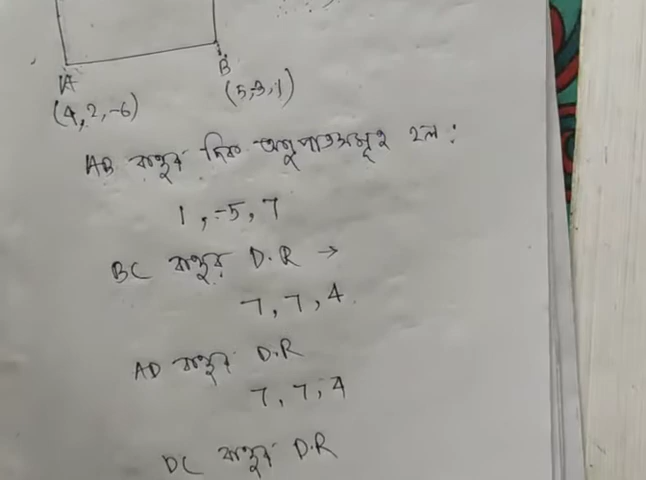 A
B
(4, 2, -6)
(5, -3, 1)
AB বাহুর দিক অনুপাতসমূহ হল :
1, -5, 7
BC বাহুর D.R →
7, 7, 4
AD বাহুর D.R
7, 7, 4
DC বাহুর D.R